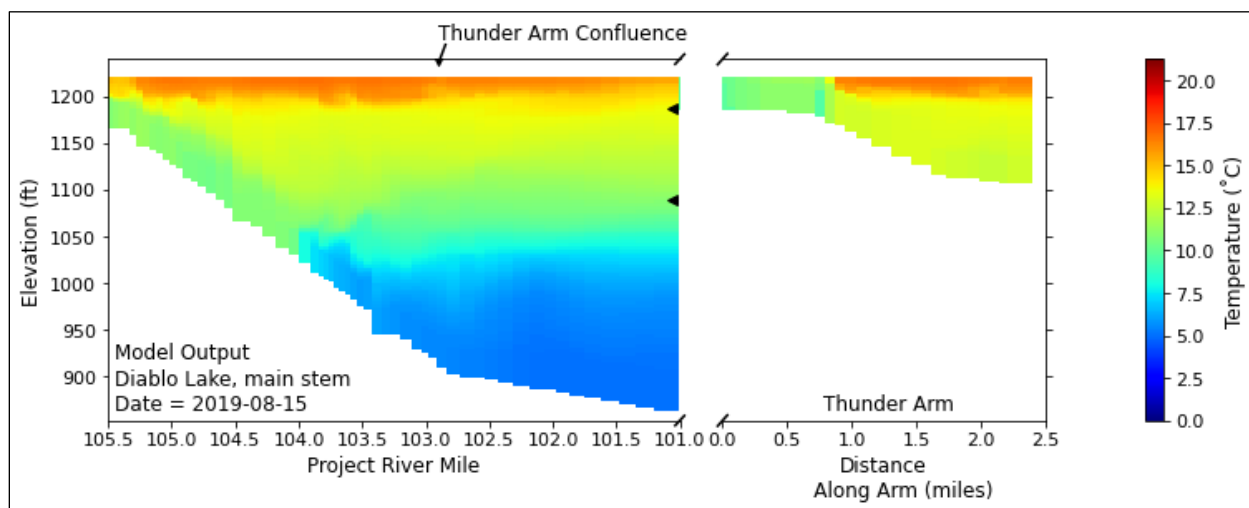 Thunder Arm Confluence
1200
1150
1100
1050
1000
950
900
Elevation (ft)
Model Output
Diablo Lake, main stem
Date = 2019-08-15
105.5 105.0 104.5 104.0 103.5 103.0 102.5 102.0 101.5 101.0
Project River Mile
Thunder Arm
0.0 0.5 1.0 1.5 2.0 2.5
Distance
Along Arm (miles)
20.0
17.5
15.0
12.5
10.0
7.5
5.0
2.5
0.0
Temperature (˚C)